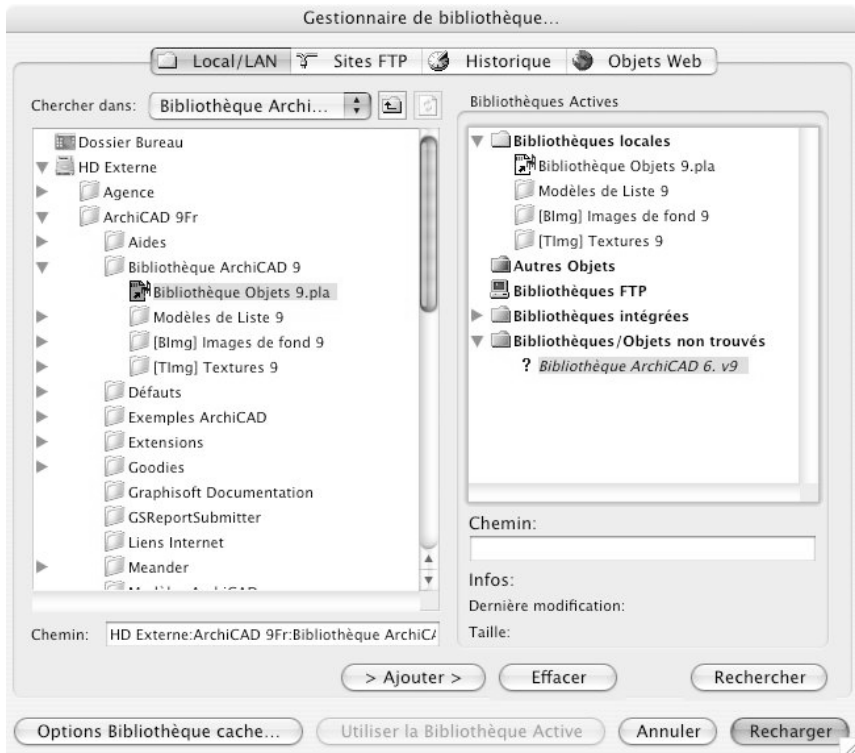 Gestionnaire de bibliothèque...
Local/LAN
Sites FTP
Historique
Objets Web
Chercher dans:
Bibliothèque Archi...
Dossier Bureau
HD Externe
Agence
ArchiCAD 9Fr
Aides
Bibliothèque ArchiCAD 9
Bibliothèque Objets 9.pla
Modèles de Liste 9
[BImg] Images de fond 9
[TImg] Textures 9
Défauts
Exemples ArchiCAD
Extensions
Goodies
Graphisoft Documentation
GSReportSubmitter
Liens Internet
Meander
Chemin: HD Externe:ArchiCAD 9Fr:Bibliothèque ArchiCA
Bibliothèques Actives
Bibliothèques locales
Bibliothèque Objets 9.pla
Modèles de Liste 9
[BImg] Images de fond 9
[TImg] Textures 9
Autres Objets
Bibliothèques FTP
Bibliothèques intégrées
Bibliothèques/Objets non trouvés
? Bibliothèque ArchiCAD 6. v9
Chemin:
Infos:
Dernière modification:
Taille:
> Ajouter >
Effacer
Rechercher
Options Bibliothèque cache...
Utiliser la Bibliothèque Active
Annuler
Recharger